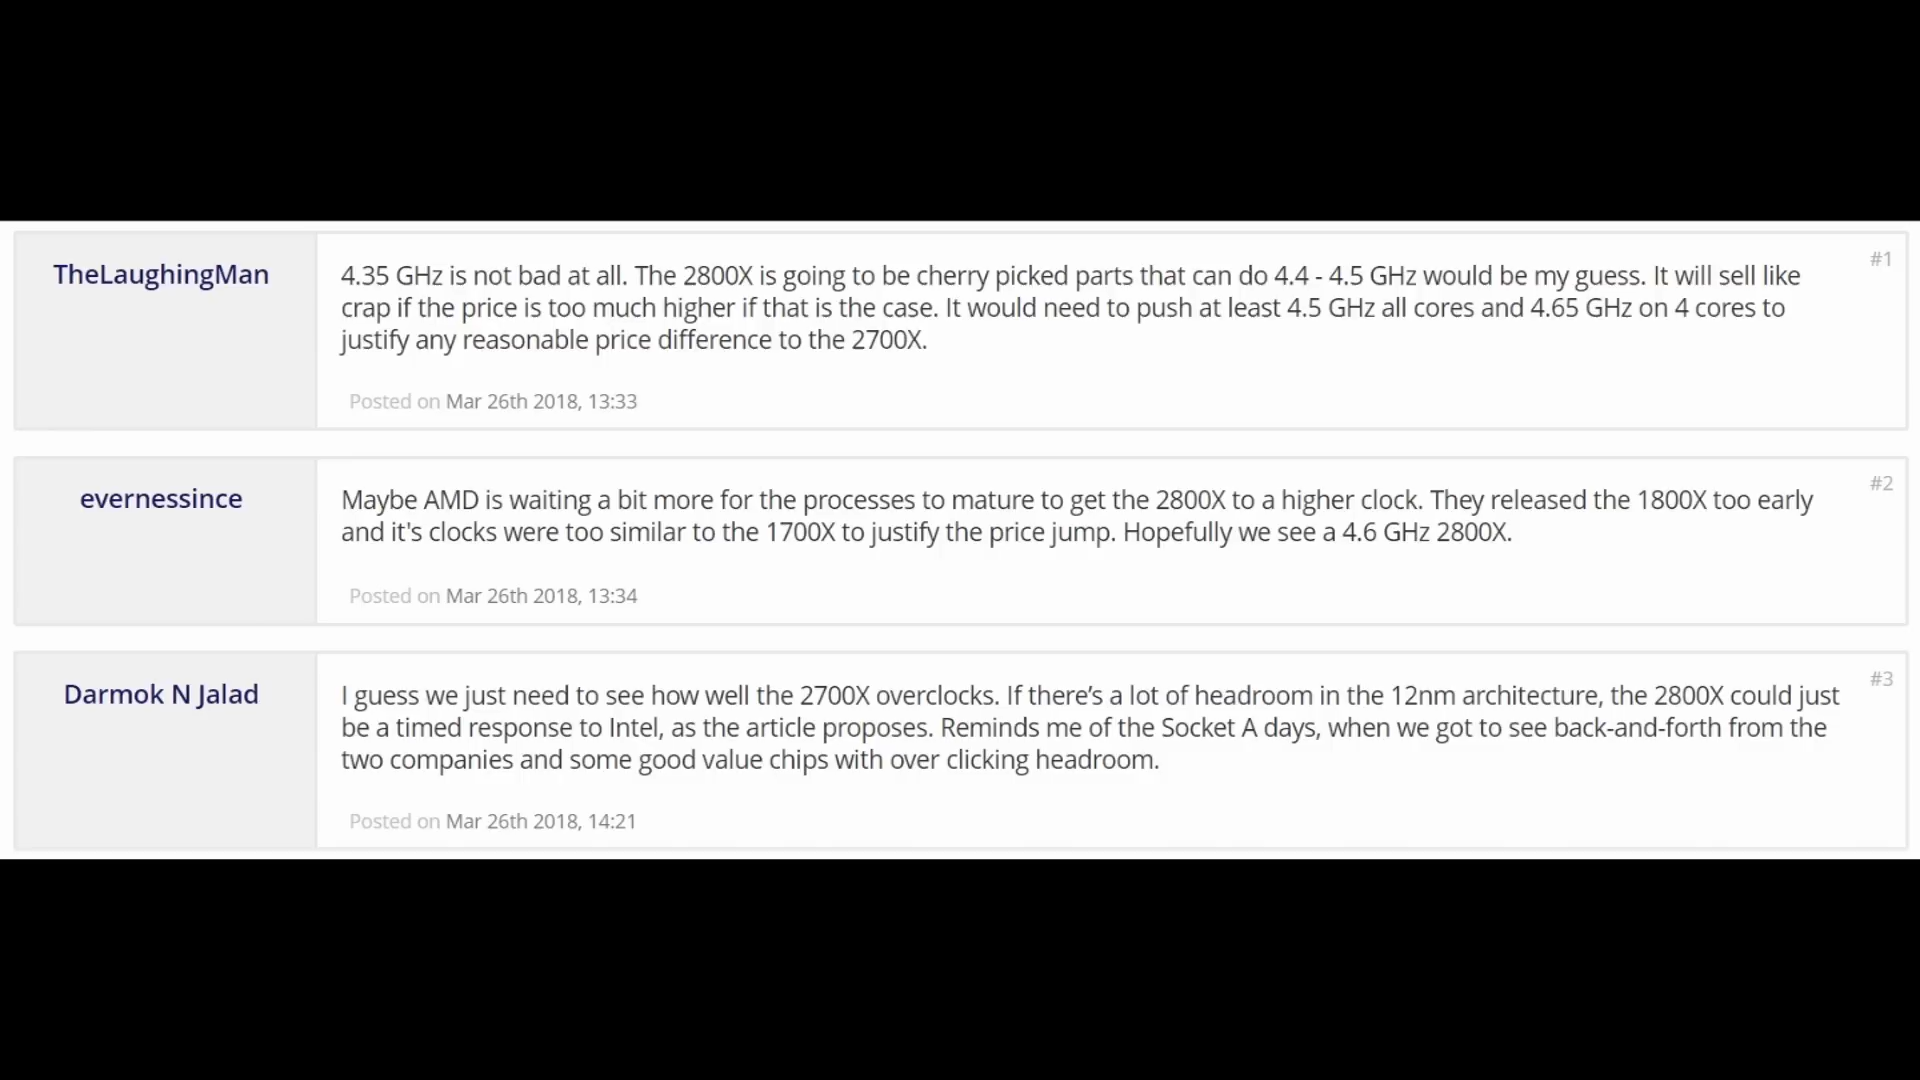 TheLaughingMan
#1
4.35 GHz is not bad at all. The 2800X is going to be cherry picked parts that can do 4.4 - 4.5 GHz would be my guess. It will sell like
crap if the price is too much higher if that is the case. It would need to push at least 4.5 GHz all cores and 4.65 GHz on 4 cores to
justify any reasonable price difference to the 2700X.
Posted on Mar 26th 2018, 13:33
evernessince
#2
Maybe AMD is waiting a bit more for the processes to mature to get the 2800X to a higher clock. They released the 1800X too early
and it's clocks were too similar to the 1700X to justify the price jump. Hopefully we see a 4.6 GHz 2800X.
Posted on Mar 26th 2018, 13:34
Darmok N Jalad
#3
I guess we just need to see how well the 2700X overclocks. If there’s a lot of headroom in the 12nm architecture, the 2800X could just
be a timed response to Intel, as the article proposes. Reminds me of the Socket A days, when we got to see back-and-forth from the
two companies and some good value chips with over clicking headroom.
Posted on Mar 26th 2018, 14:21